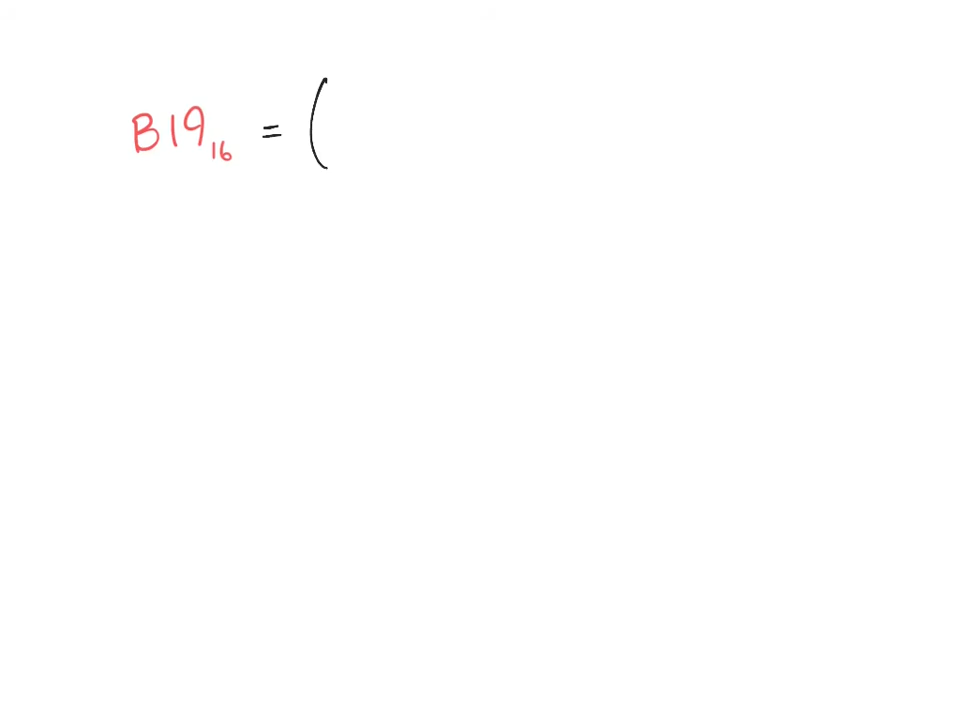 B19₁₆ = (